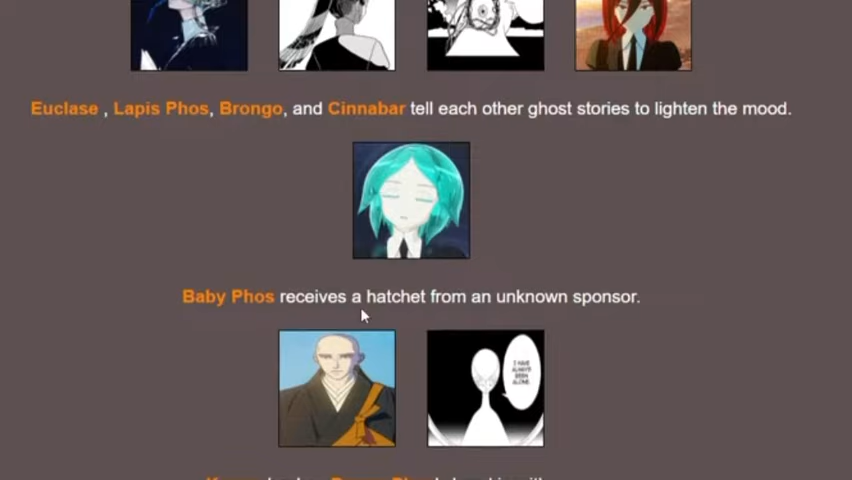 Euclase , Lapis Phos, Brongo, and Cinnabar tell each other ghost stories to lighten the mood.
Baby Phos receives a hatchet from an unknown sponsor.
I HAVE
ALWAYS
BEEN
ALONE.